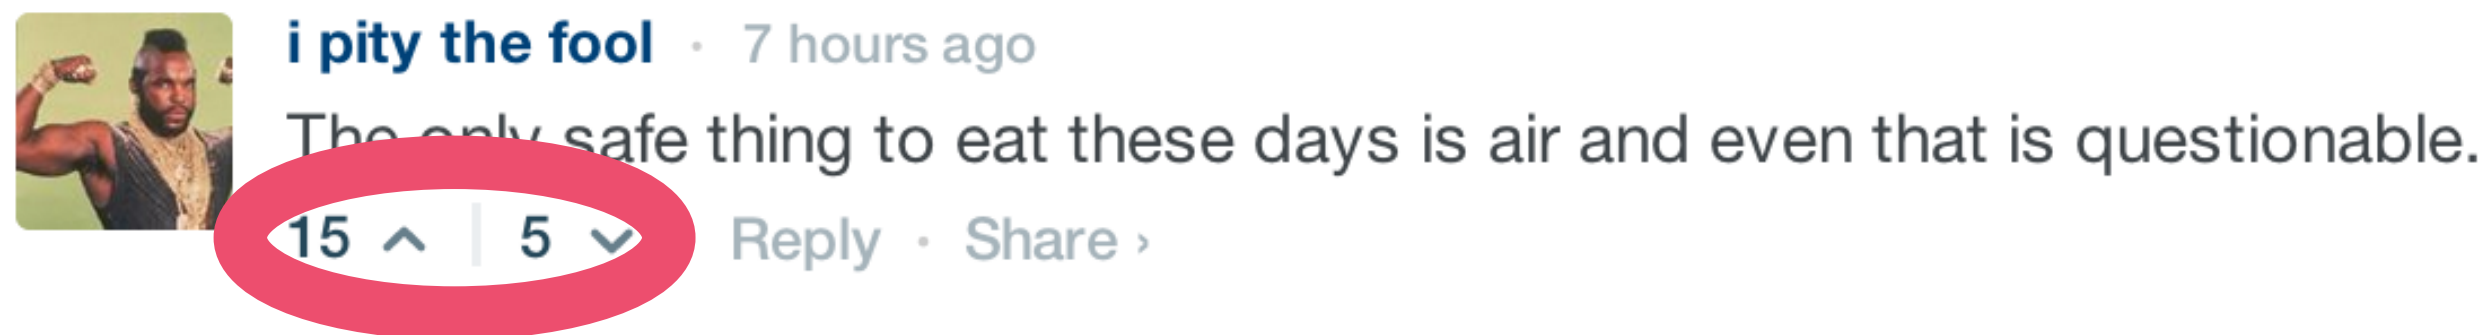 i pity the fool · 7 hours ago
The only safe thing to eat these days is air and even that is questionable.
15 | 5 Reply · Share ›